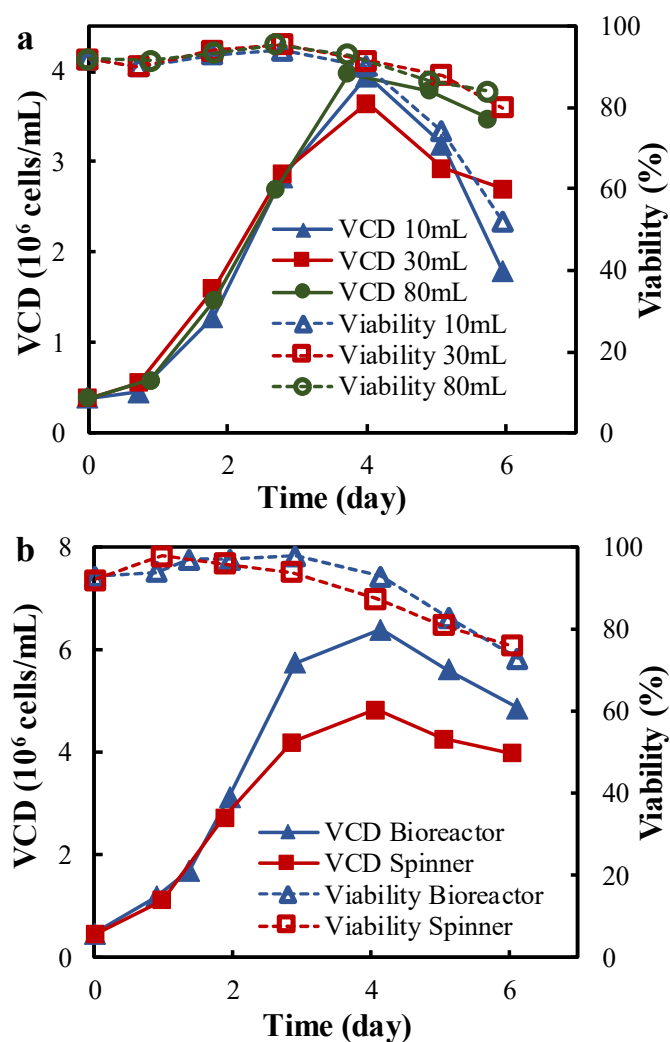 a
VCD (10⁶ cells/mL)
4
3
2
1
0
100
80
60
40
20
0
Viability (%)
VCD 10mL
VCD 30mL
VCD 80mL
Viability 10mL
Viability 30mL
Viability 80mL
0 2 4 6
Time (day)
b
VCD (10⁶ cells/mL)
8
6
4
2
0
100
80
60
40
20
0
Viability (%)
VCD Bioreactor
VCD Spinner
Viability Bioreactor
Viability Spinner
0 2 4 6
Time (day)